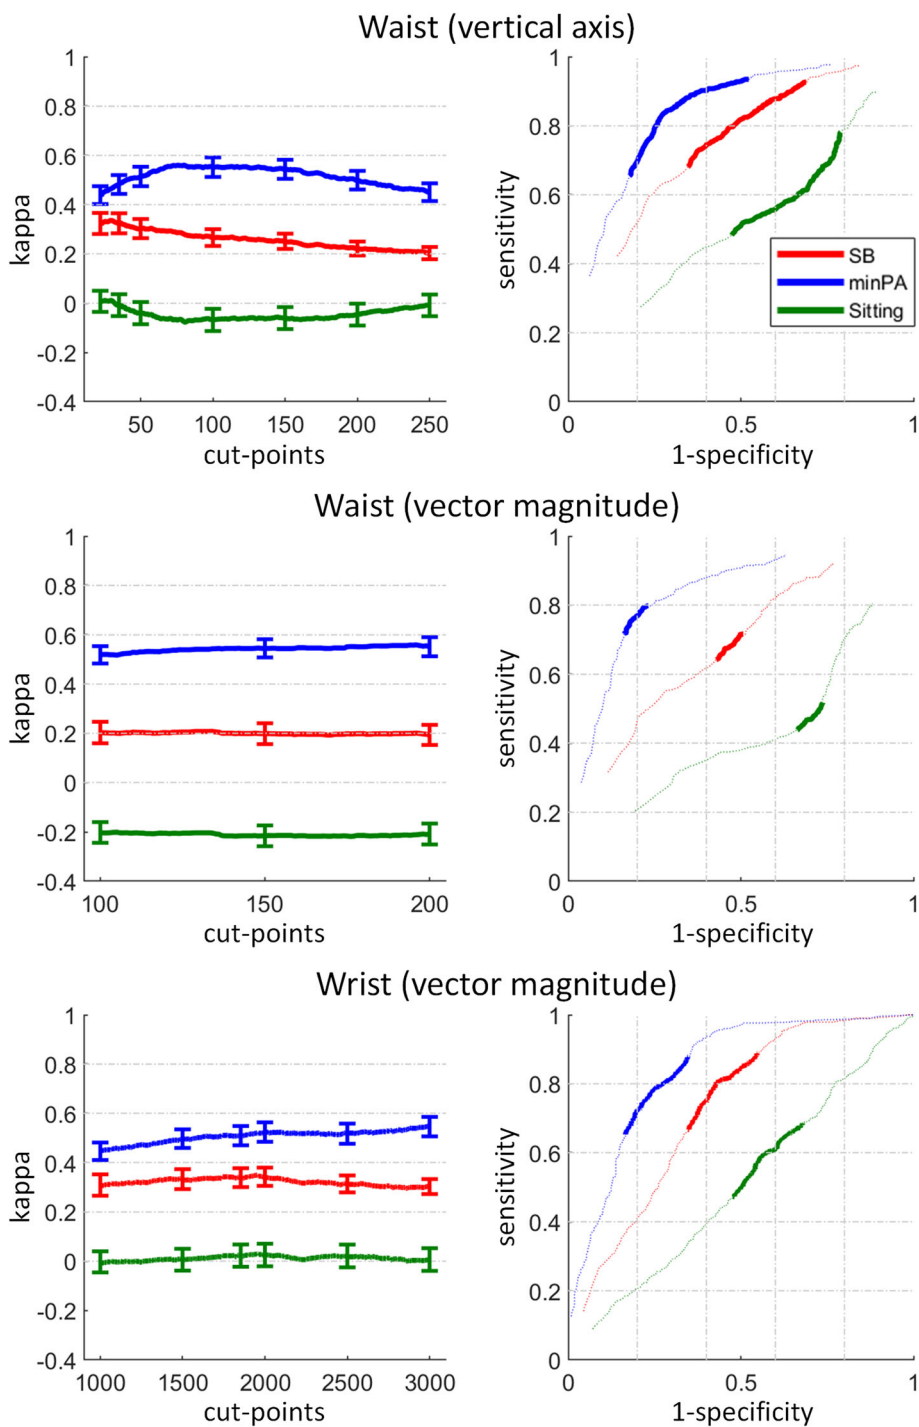 Waist (vertical axis)
1
0.8
0.6
0.4
0.2
0
-0.2
-0.4
kappa
50 100 150 200 250
cut-points
1
0.8
0.6
0.4
0.2
0
sensitivity
SB
minPA
Sitting
0 0.5 1
1-specificity
Waist (vector magnitude)
1
0.8
0.6
0.4
0.2
0
-0.2
-0.4
kappa
100 150 200
cut-points
1
0.8
0.6
0.4
0.2
0
sensitivity
0 0.5 1
1-specificity
Wrist (vector magnitude)
1
0.8
0.6
0.4
0.2
0
-0.2
-0.4
kappa
1000 1500 2000 2500 3000
cut-points
1
0.8
0.6
0.4
0.2
0
sensitivity
0 0.5 1
1-specificity